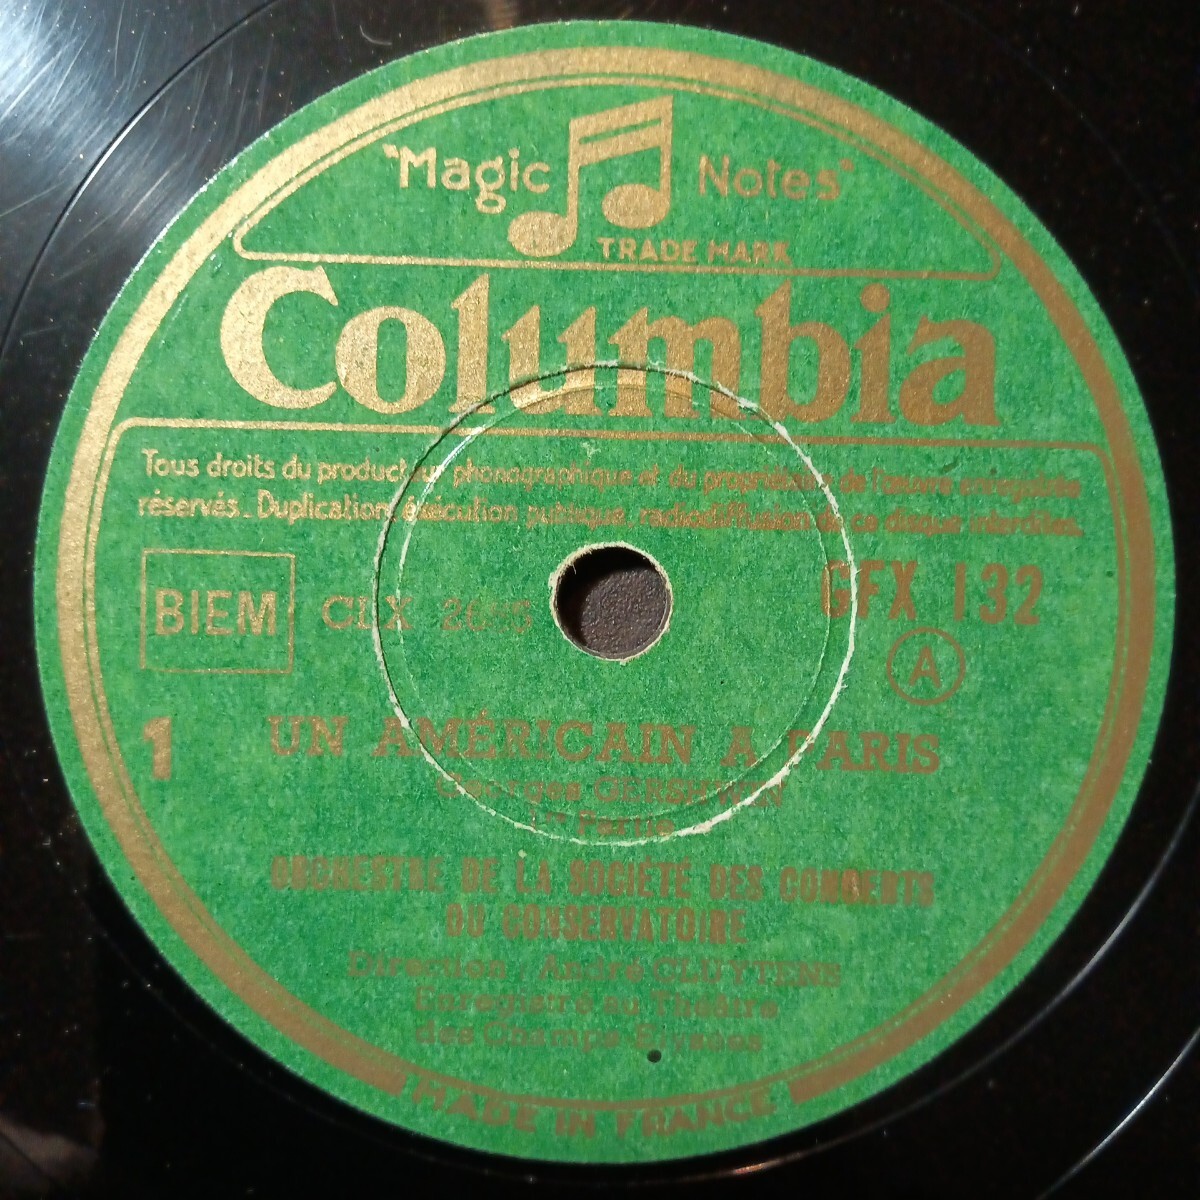 "Magic Notes"
TRADE MARK
Columbia
Tous droits du producteur phonographique et du propriétaire de l'œuvre enregistrée
réservés. Duplication, exécution publique, radiodiffusion de ce disque interdites.
BIEM CLX GFX 132
A
1 UN AMÉRICAIN A PARIS
Georges GERSHWIN
1re Partie
ORCHESTRE DE LA SOCIÉTÉ DES CONCERTS
DU CONSERVATOIRE
Direction : André CLUYTENS
Enregistré au Théâtre
des Champs-Elysées
MADE IN FRANCE